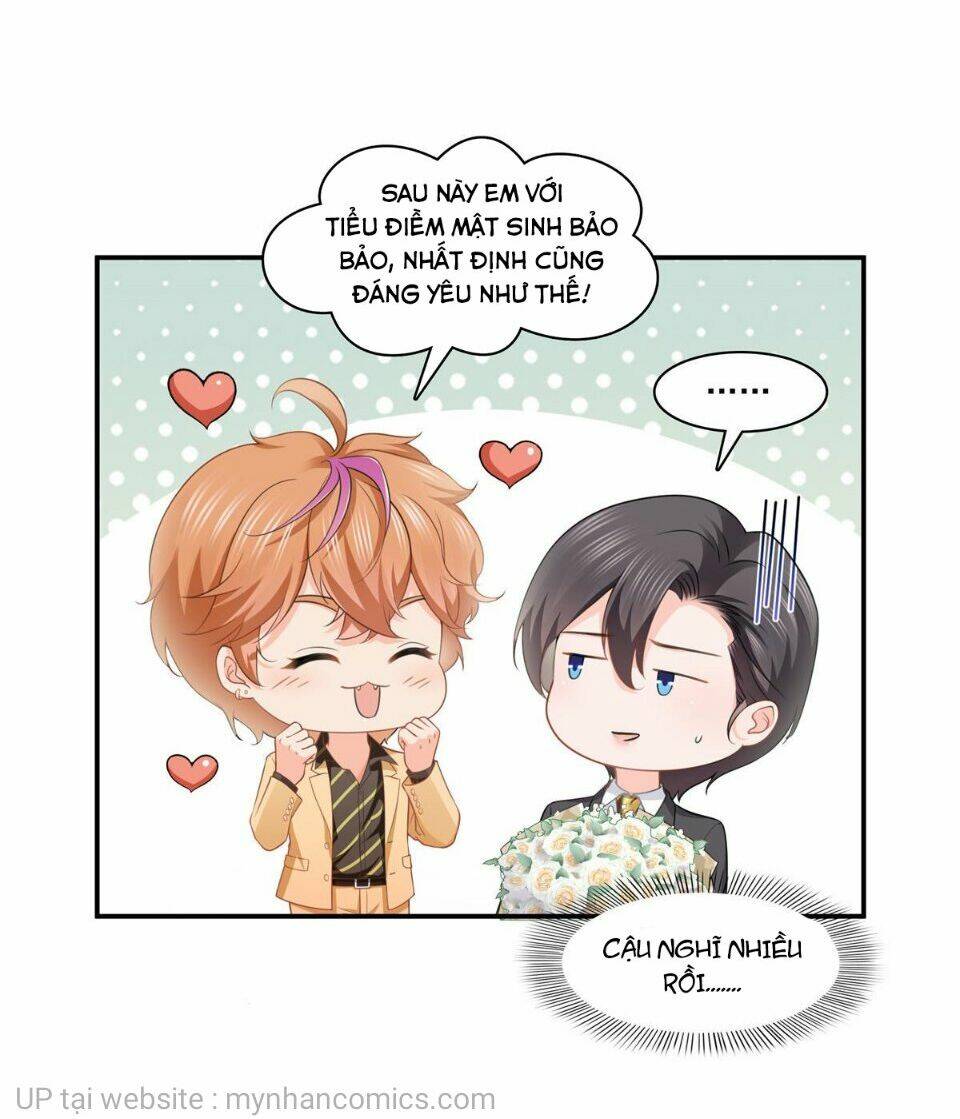 SAU NÀY EM VỚI
TIỂU ĐIỀM MẬT SINH BẢO
BẢO, NHẤT ĐỊNH CŨNG
ĐÁNG YÊU NHƯ THẾ!
......
CẬU NGHĨ NHIỀU
RỒI.......
UP tại website : mynhancomics.com